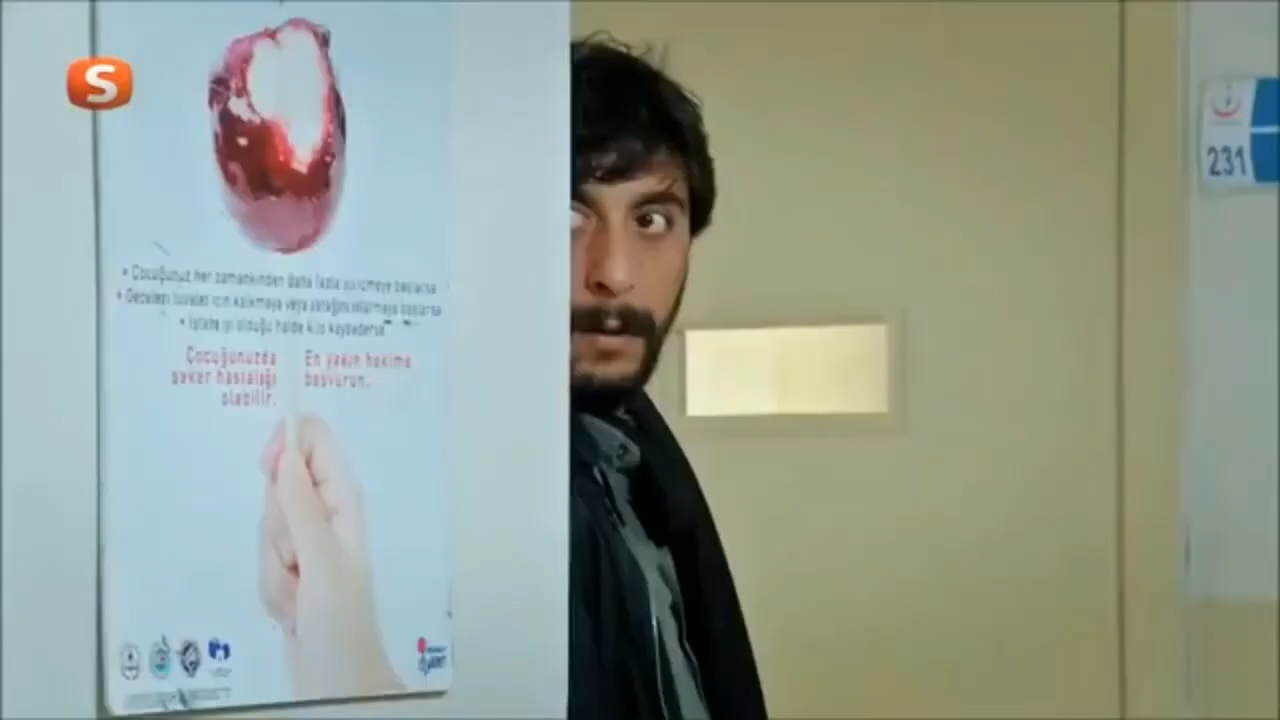 S
• Çocuğunuz her zamankinden daha fazla su içmeye başlarsa
• Geceleri tuvalet için kalkmaya veya yatağını ıslatmaya başlarsa
• İştahı iyi olduğu halde kilo kaybederse
Çocuğunuzda
şeker hastalığı
olabilir.
En yakın hekime
başvurun.
231